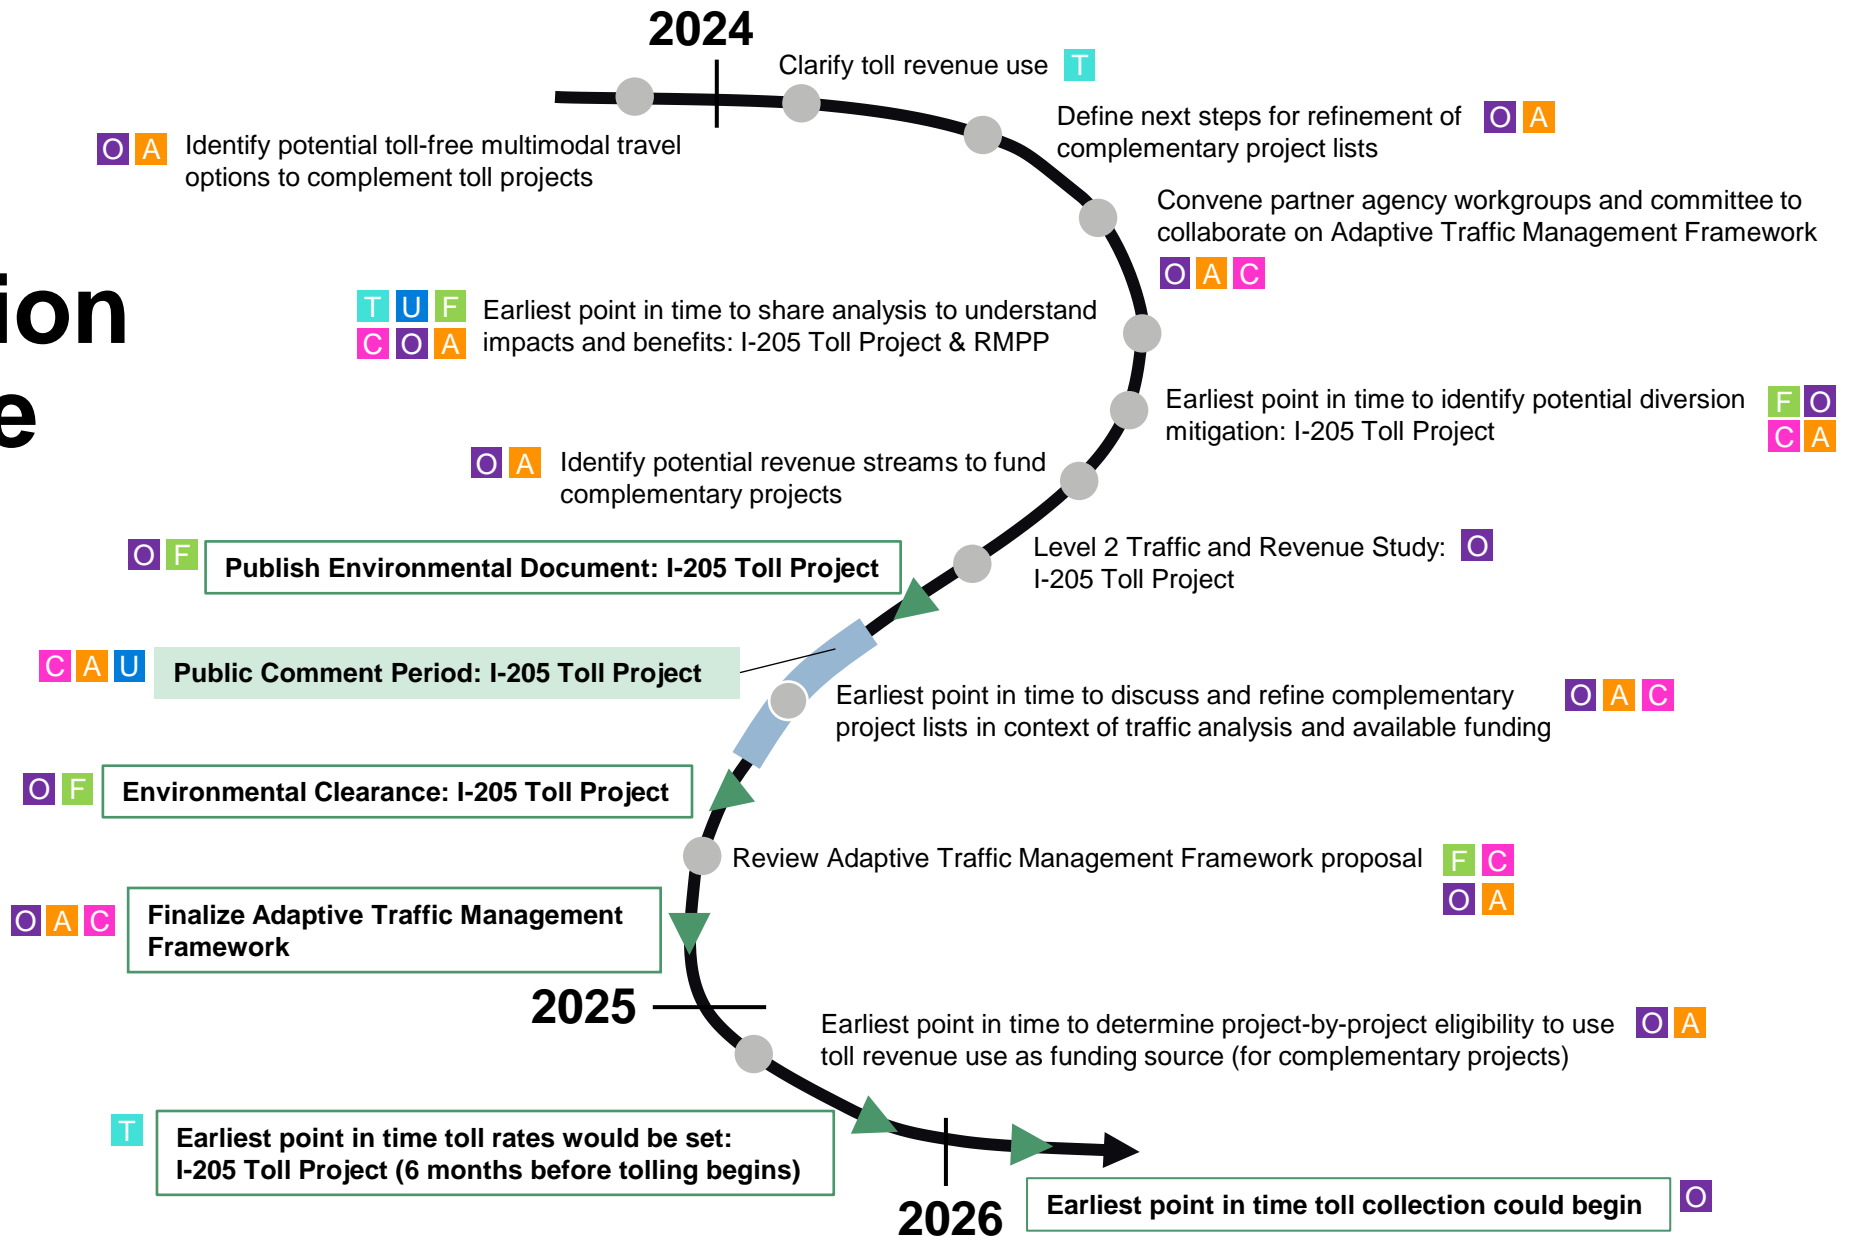 2024
Clarify toll revenue use T
Define next steps for refinement of O A
complementary project lists
O A Identify potential toll-free multimodal travel
options to complement toll projects
Convene partner agency workgroups and committee to
collaborate on Adaptive Traffic Management Framework
O A C
ion
e
T U F Earliest point in time to share analysis to understand
C O A impacts and benefits: I-205 Toll Project & RMPP
Earliest point in time to identify potential diversion F O
mitigation: I-205 Toll Project C A
O A Identify potential revenue streams to fund
complementary projects
Level 2 Traffic and Revenue Study: O
I-205 Toll Project
O F Publish Environmental Document: I-205 Toll Project
C A U Public Comment Period: I-205 Toll Project
Earliest point in time to discuss and refine complementary O A C
project lists in context of traffic analysis and available funding
O F Environmental Clearance: I-205 Toll Project
Review Adaptive Traffic Management Framework proposal F C
O A
O A C Finalize Adaptive Traffic Management
Framework
2025
Earliest point in time to determine project-by-project eligibility to use O A
toll revenue use as funding source (for complementary projects)
T Earliest point in time toll rates would be set:
I-205 Toll Project (6 months before tolling begins)
2026
Earliest point in time toll collection could begin O